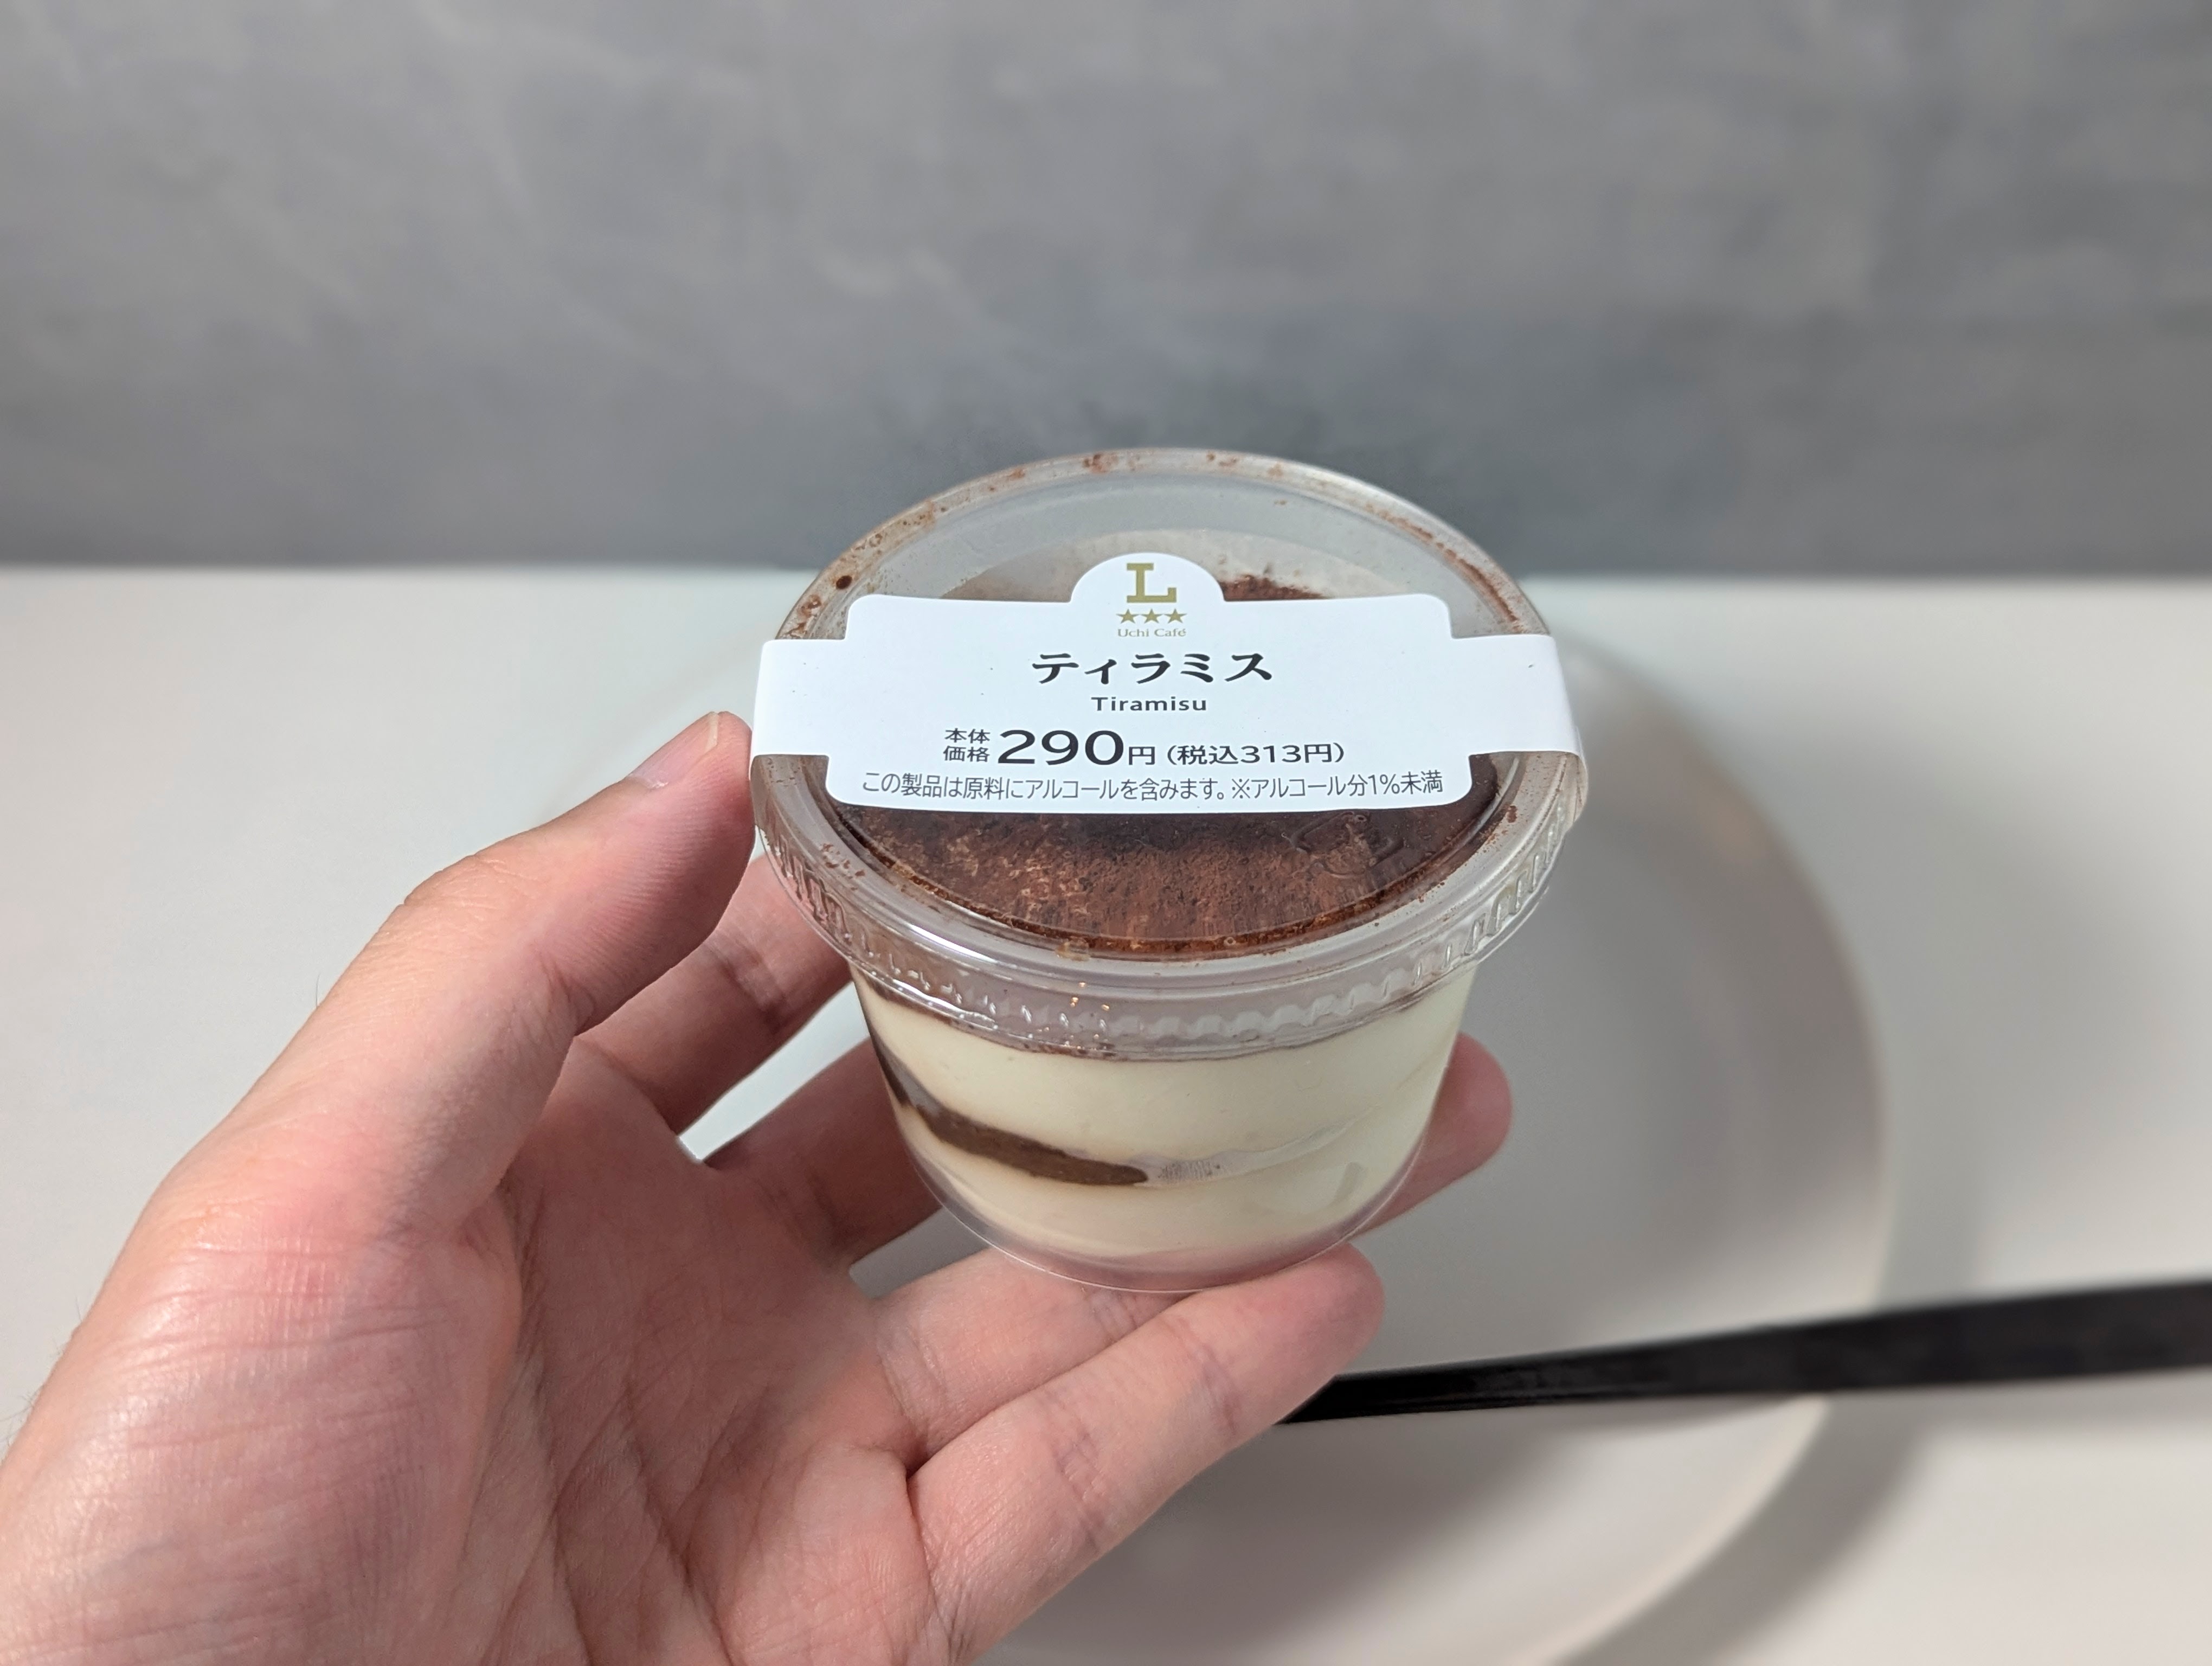 L
★★★
Uchi Café
ティラミス
Tiramisu
本体価格 290円 (税込313円)
この製品は原料にアルコールを含みます。※アルコール分1%未満